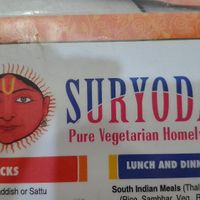 SURYODA
Pure Vegetarian Homel
CKS
LUNCH AND DINN
addish or Sattu
South Indian Meals (Thal
(Rice, Sambhar, Veg, R